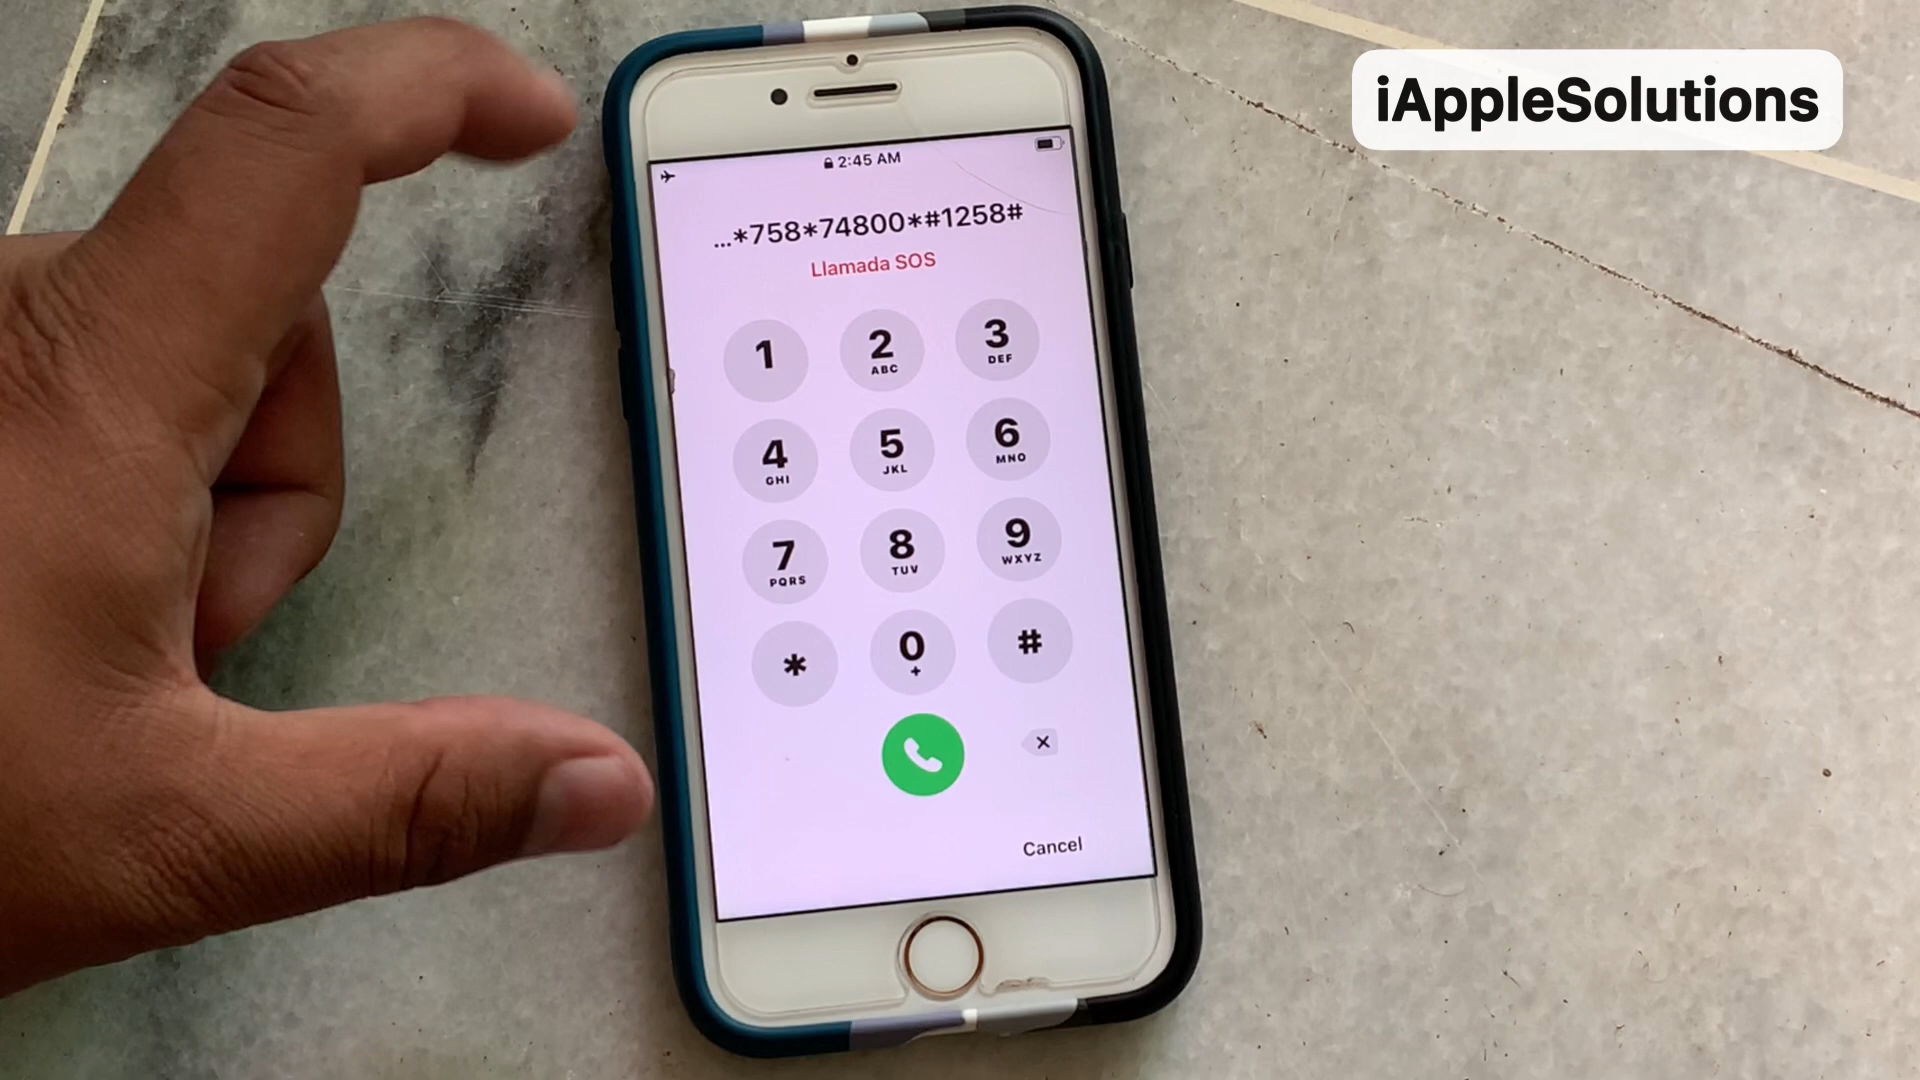 iAppleSolutions
2:45 AM
...*758*74800*#1258#
Llamada SOS
1
2
ABC
3
DEF
4
GHI
5
JKL
6
MNO
7
PQRS
8
TUV
9
WXYZ
*
0
+
#
Cancel